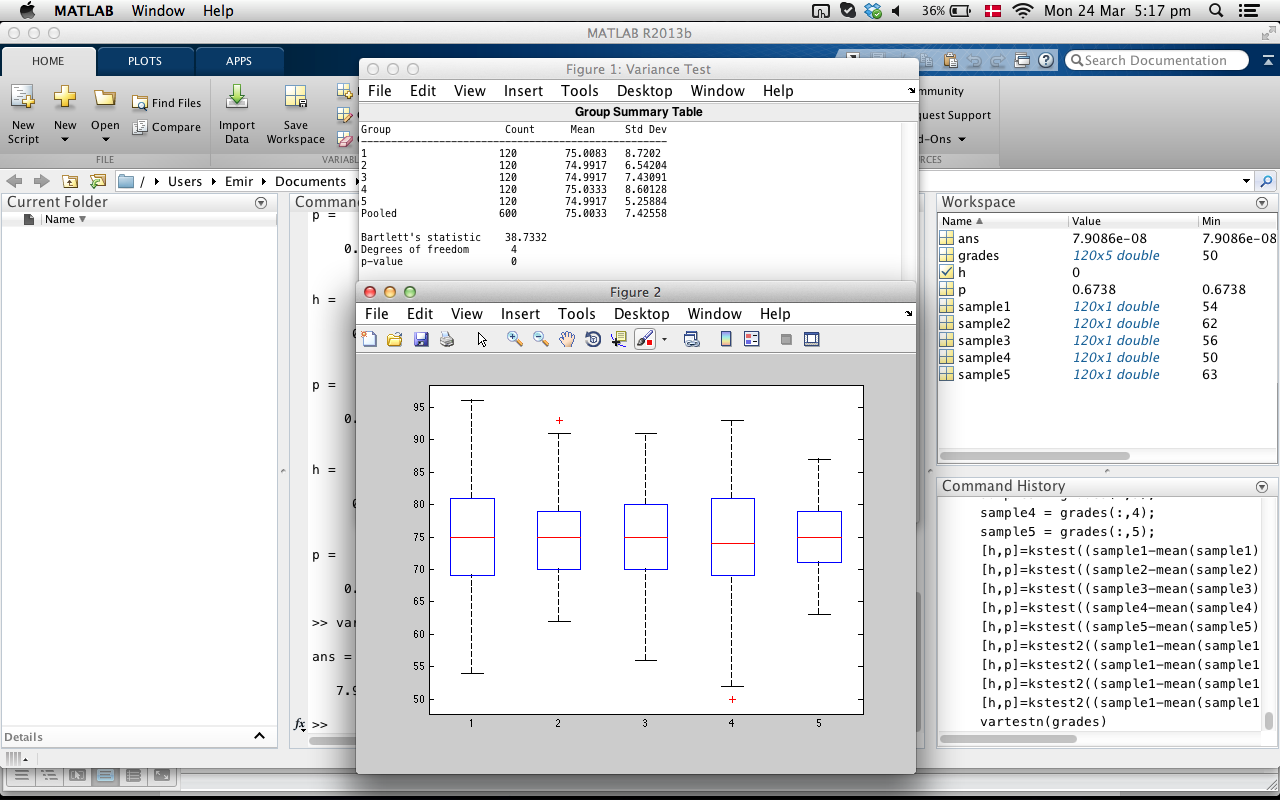 MATLAB Window Help
36% Mon 24 Mar 5:17 pm
MATLAB R2013b
HOME PLOTS APPS
Search Documentation
New Script
New
Open
Find Files
Compare
Import Data
Save Workspace
FILE
/ Users Emir Documents
Current Folder
Name
Details
p =
0.
h =
p =
0.
h =
p =
0.
>> var
ans =
7.9
fx >>
Figure 1: Variance Test
File Edit View Insert Tools Desktop Window Help
Group Summary Table
Group Count Mean Std Dev
1 120 75.0083 8.7202
2 120 74.9917 6.54204
3 120 74.9917 7.43091
4 120 75.0333 8.60128
5 120 74.9917 5.25884
Pooled 600 75.0033 7.42558
Bartlett's statistic 38.7332
Degrees of freedom 4
p-value 0
Figure 2
File Edit View Insert Tools Desktop Window Help
95
90
85
80
75
70
65
60
55
50
1 2 3 4 5
Workspace
Name Value Min
ans 7.9086e-08 7.9086e-08
grades 120x5 double 50
h 0
p 0.6738 0.6738
sample1 120x1 double 54
sample2 120x1 double 62
sample3 120x1 double 56
sample4 120x1 double 50
sample5 120x1 double 63
Command History
sample4 = grades(:,4);
sample5 = grades(:,5);
[h,p]=kstest((sample1-mean(sample1)
[h,p]=kstest((sample2-mean(sample2)
[h,p]=kstest((sample3-mean(sample3)
[h,p]=kstest((sample4-mean(sample4)
[h,p]=kstest((sample5-mean(sample5)
[h,p]=kstest2((sample1-mean(sample1
[h,p]=kstest2((sample1-mean(sample1
[h,p]=kstest2((sample1-mean(sample1
[h,p]=kstest2((sample1-mean(sample1
vartestn(grades)